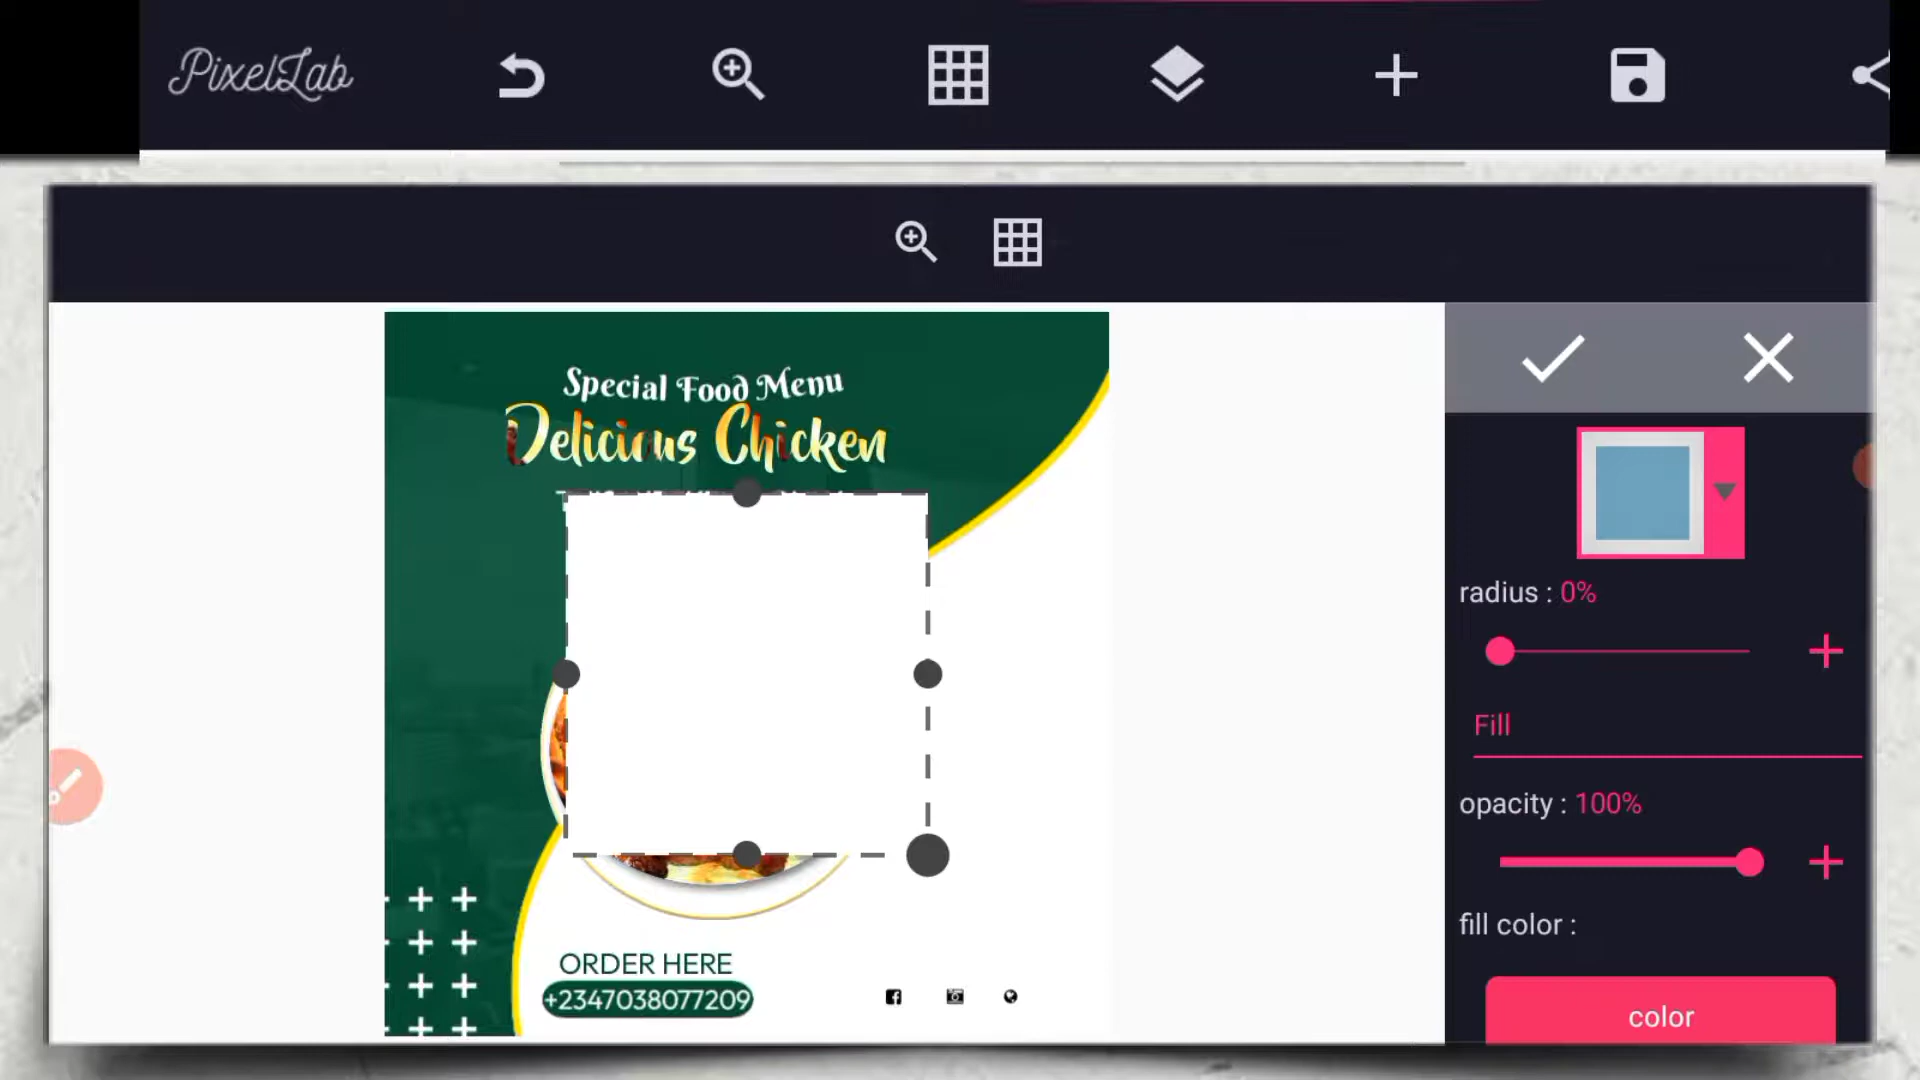 PixelLab
Special Food Menu
Delicious Chicken
radius : 0%
Fill
opacity : 100%
fill color :
ORDER HERE
+2347038077209
color